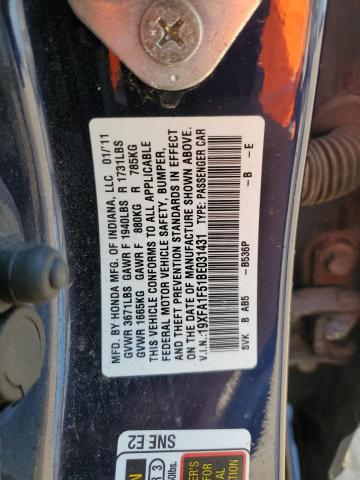 MFD. BY HONDA MFG. OF INDIANA, LLC 01/'11
GVWR 3671LBS GAWR F 1940LBS R 1731LBS
GVWR 1665KG GAWR F 880KG R 785KG
THIS VEHICLE CONFORMS TO ALL APPLICABLE
FEDERAL MOTOR VEHICLE SAFETY, BUMPER,
AND THEFT PREVENTION STANDARDS IN EFFECT
ON THE DATE OF MANUFACTURE SHOWN ABOVE.
V.I.N.:19XFA1F51BE031431 TYPE: PASSENGER CAR
-B536P -B -E
SVK B AB5
SNE E2